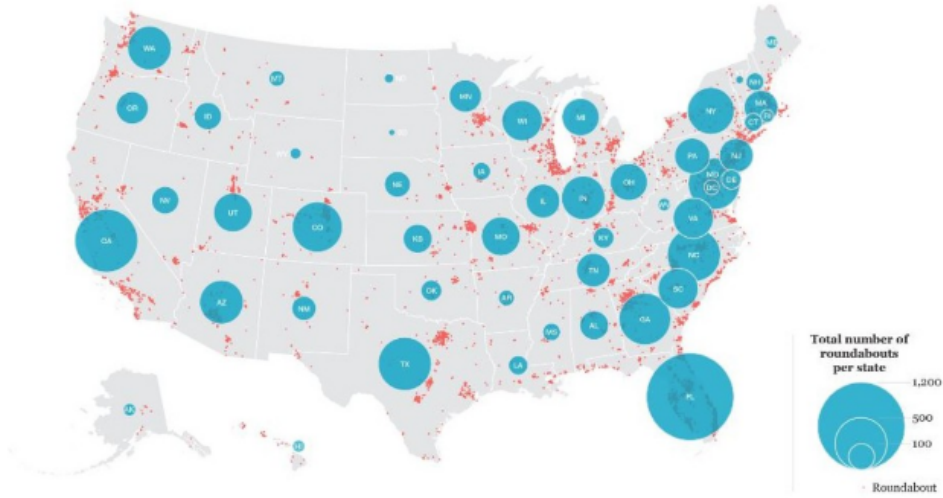 WA
MT
ND
ME
OR
ID
MN
WI
MI
NY
NH
MA
CT
RI
PA
NJ
MD
DE
DC
NV
UT
CO
NE
IA
IL
IN
OH
VA
CA
KS
MO
KY
NC
AZ
NM
OK
AR
TN
SC
MS
AL
GA
TX
LA
FL
AK
HI
Total number of
roundabouts
per state
1,200
500
100
Roundabout